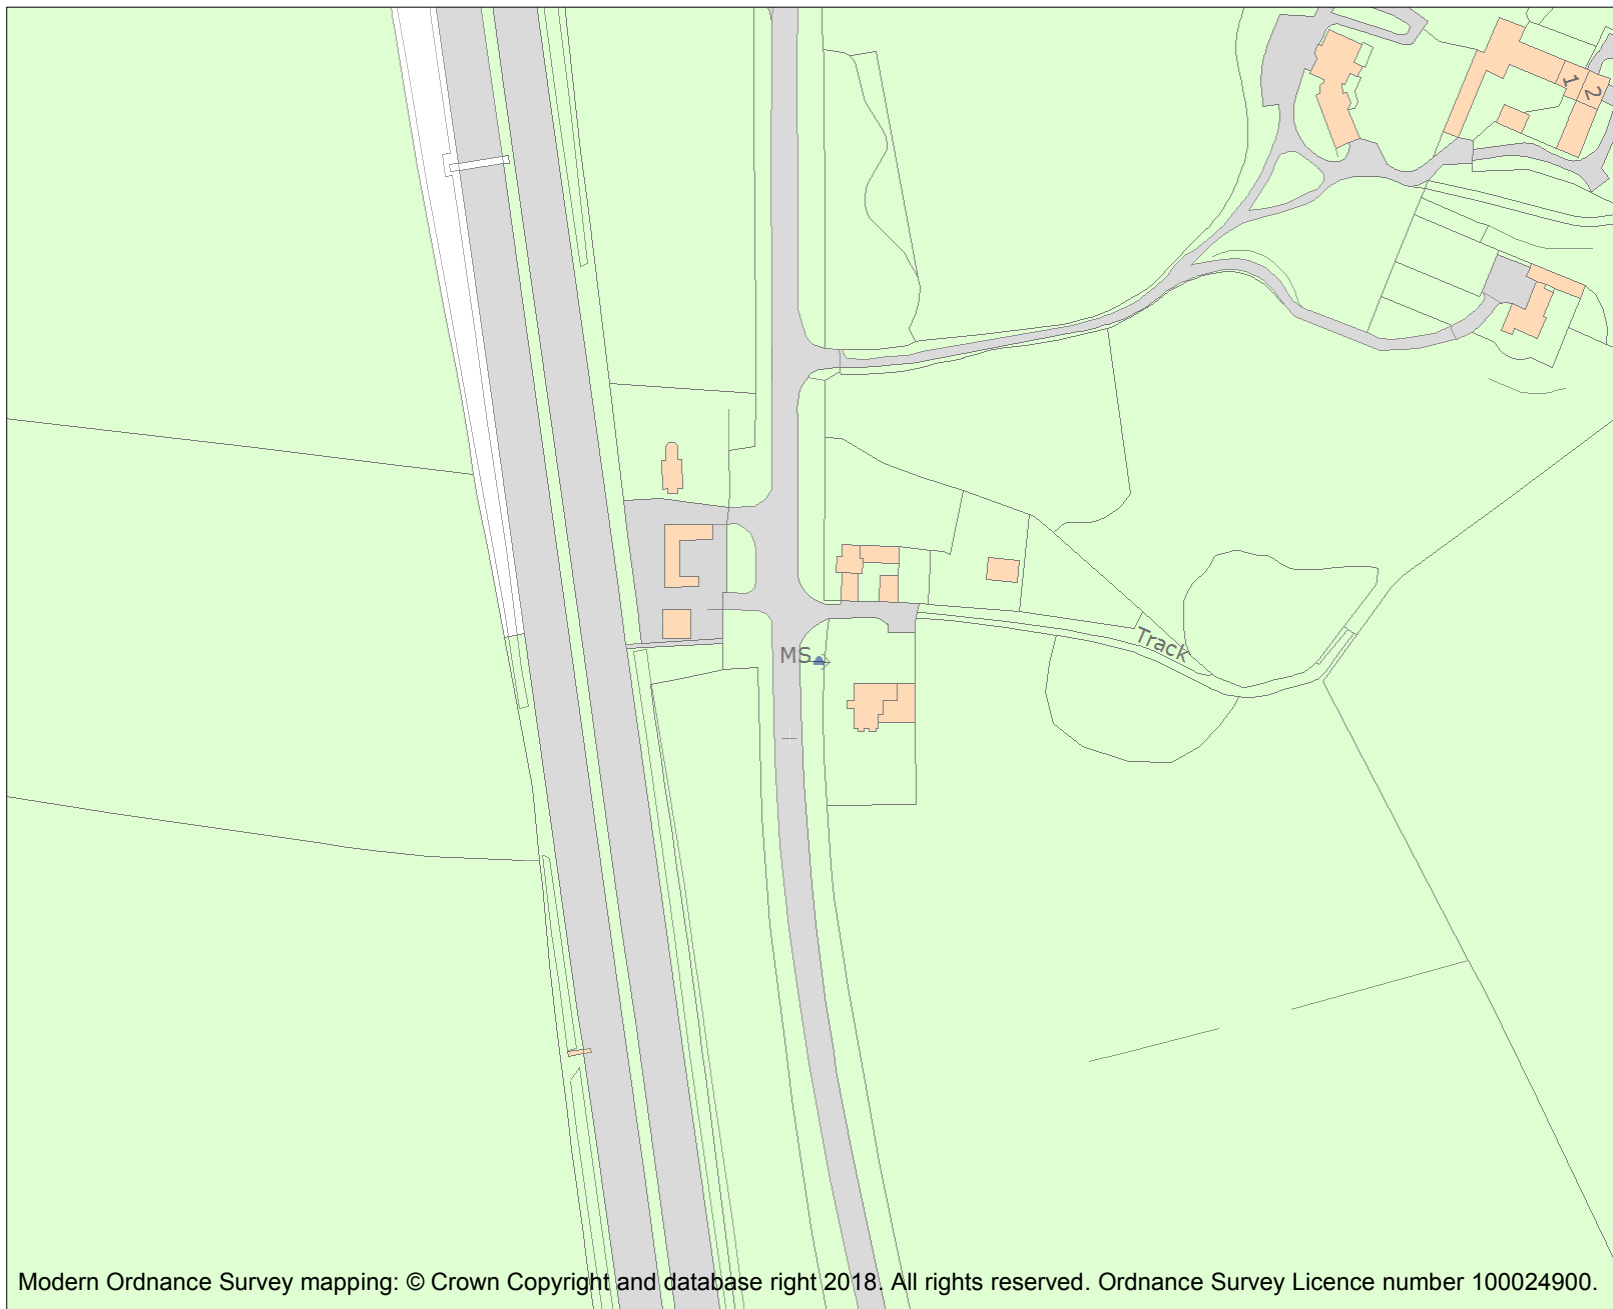 1
2
Track
MS
Modern Ordnance Survey mapping: © Crown Copyright and database right 2018. All rights reserved. Ordnance Survey Licence number 100024900.